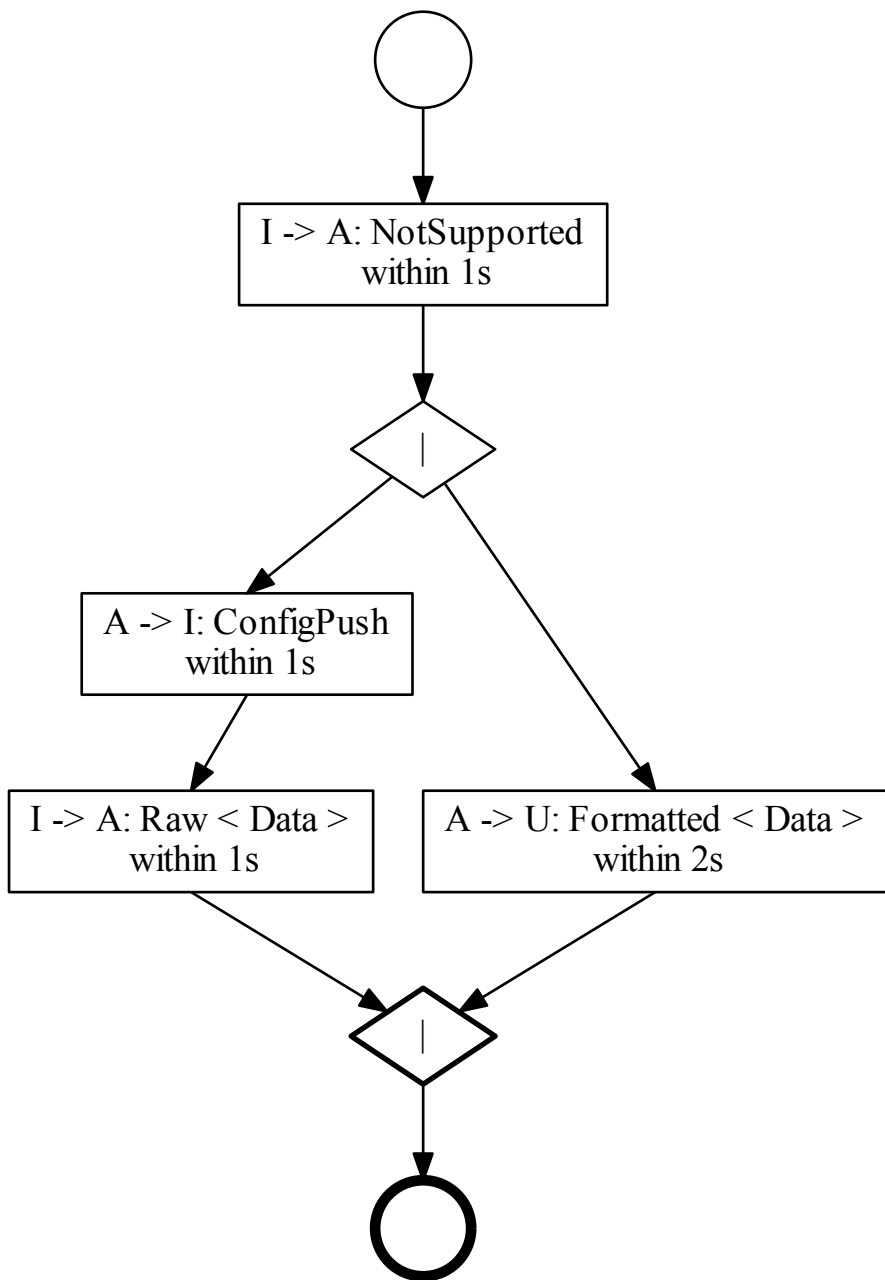 I -> A: NotSupported
within 1s
|
A -> I: ConfigPush
within 1s
I -> A: Raw < Data >
within 1s
A -> U: Formatted < Data >
within 2s
|